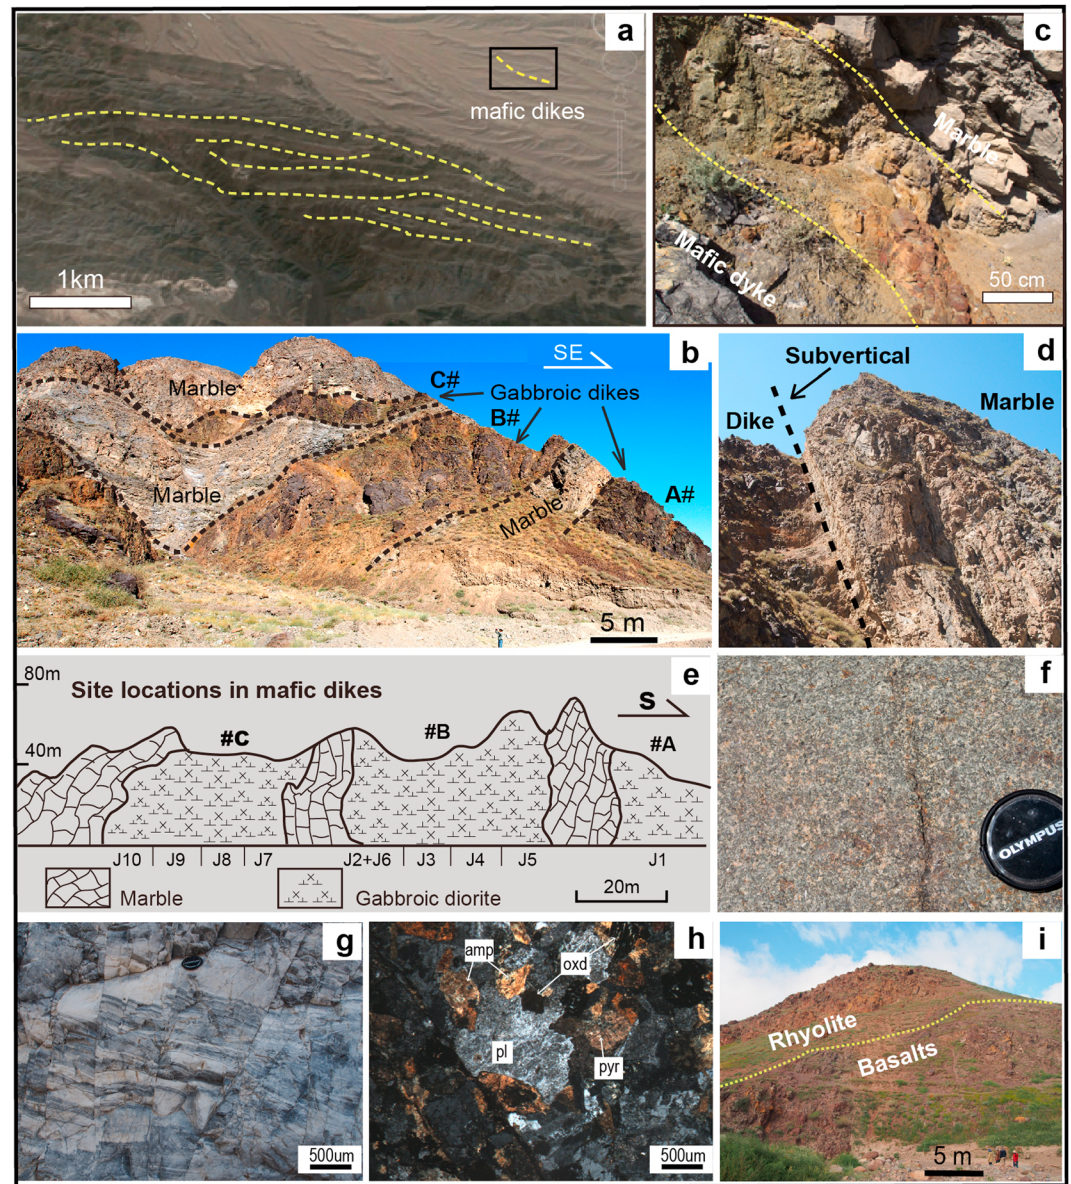 a
mafic dikes
1km
c
Marble
Mafic dyke
50 cm
b
SE
Marble
C#
Gabbroic dikes
B#
Marble
Marble
A#
5 m
d
Subvertical
Dike
Marble
80m
Site locations in mafic dikes
e
S
40m
#C
#B
#A
J10 J9 J8 J7 J2+J6 J3 J4 J5 J1
Marble
Gabbroic diorite
20m
f
OLYMPUS
g
500um
h
amp
oxd
pl
pyr
500um
i
Rhyolite
Basalts
5 m